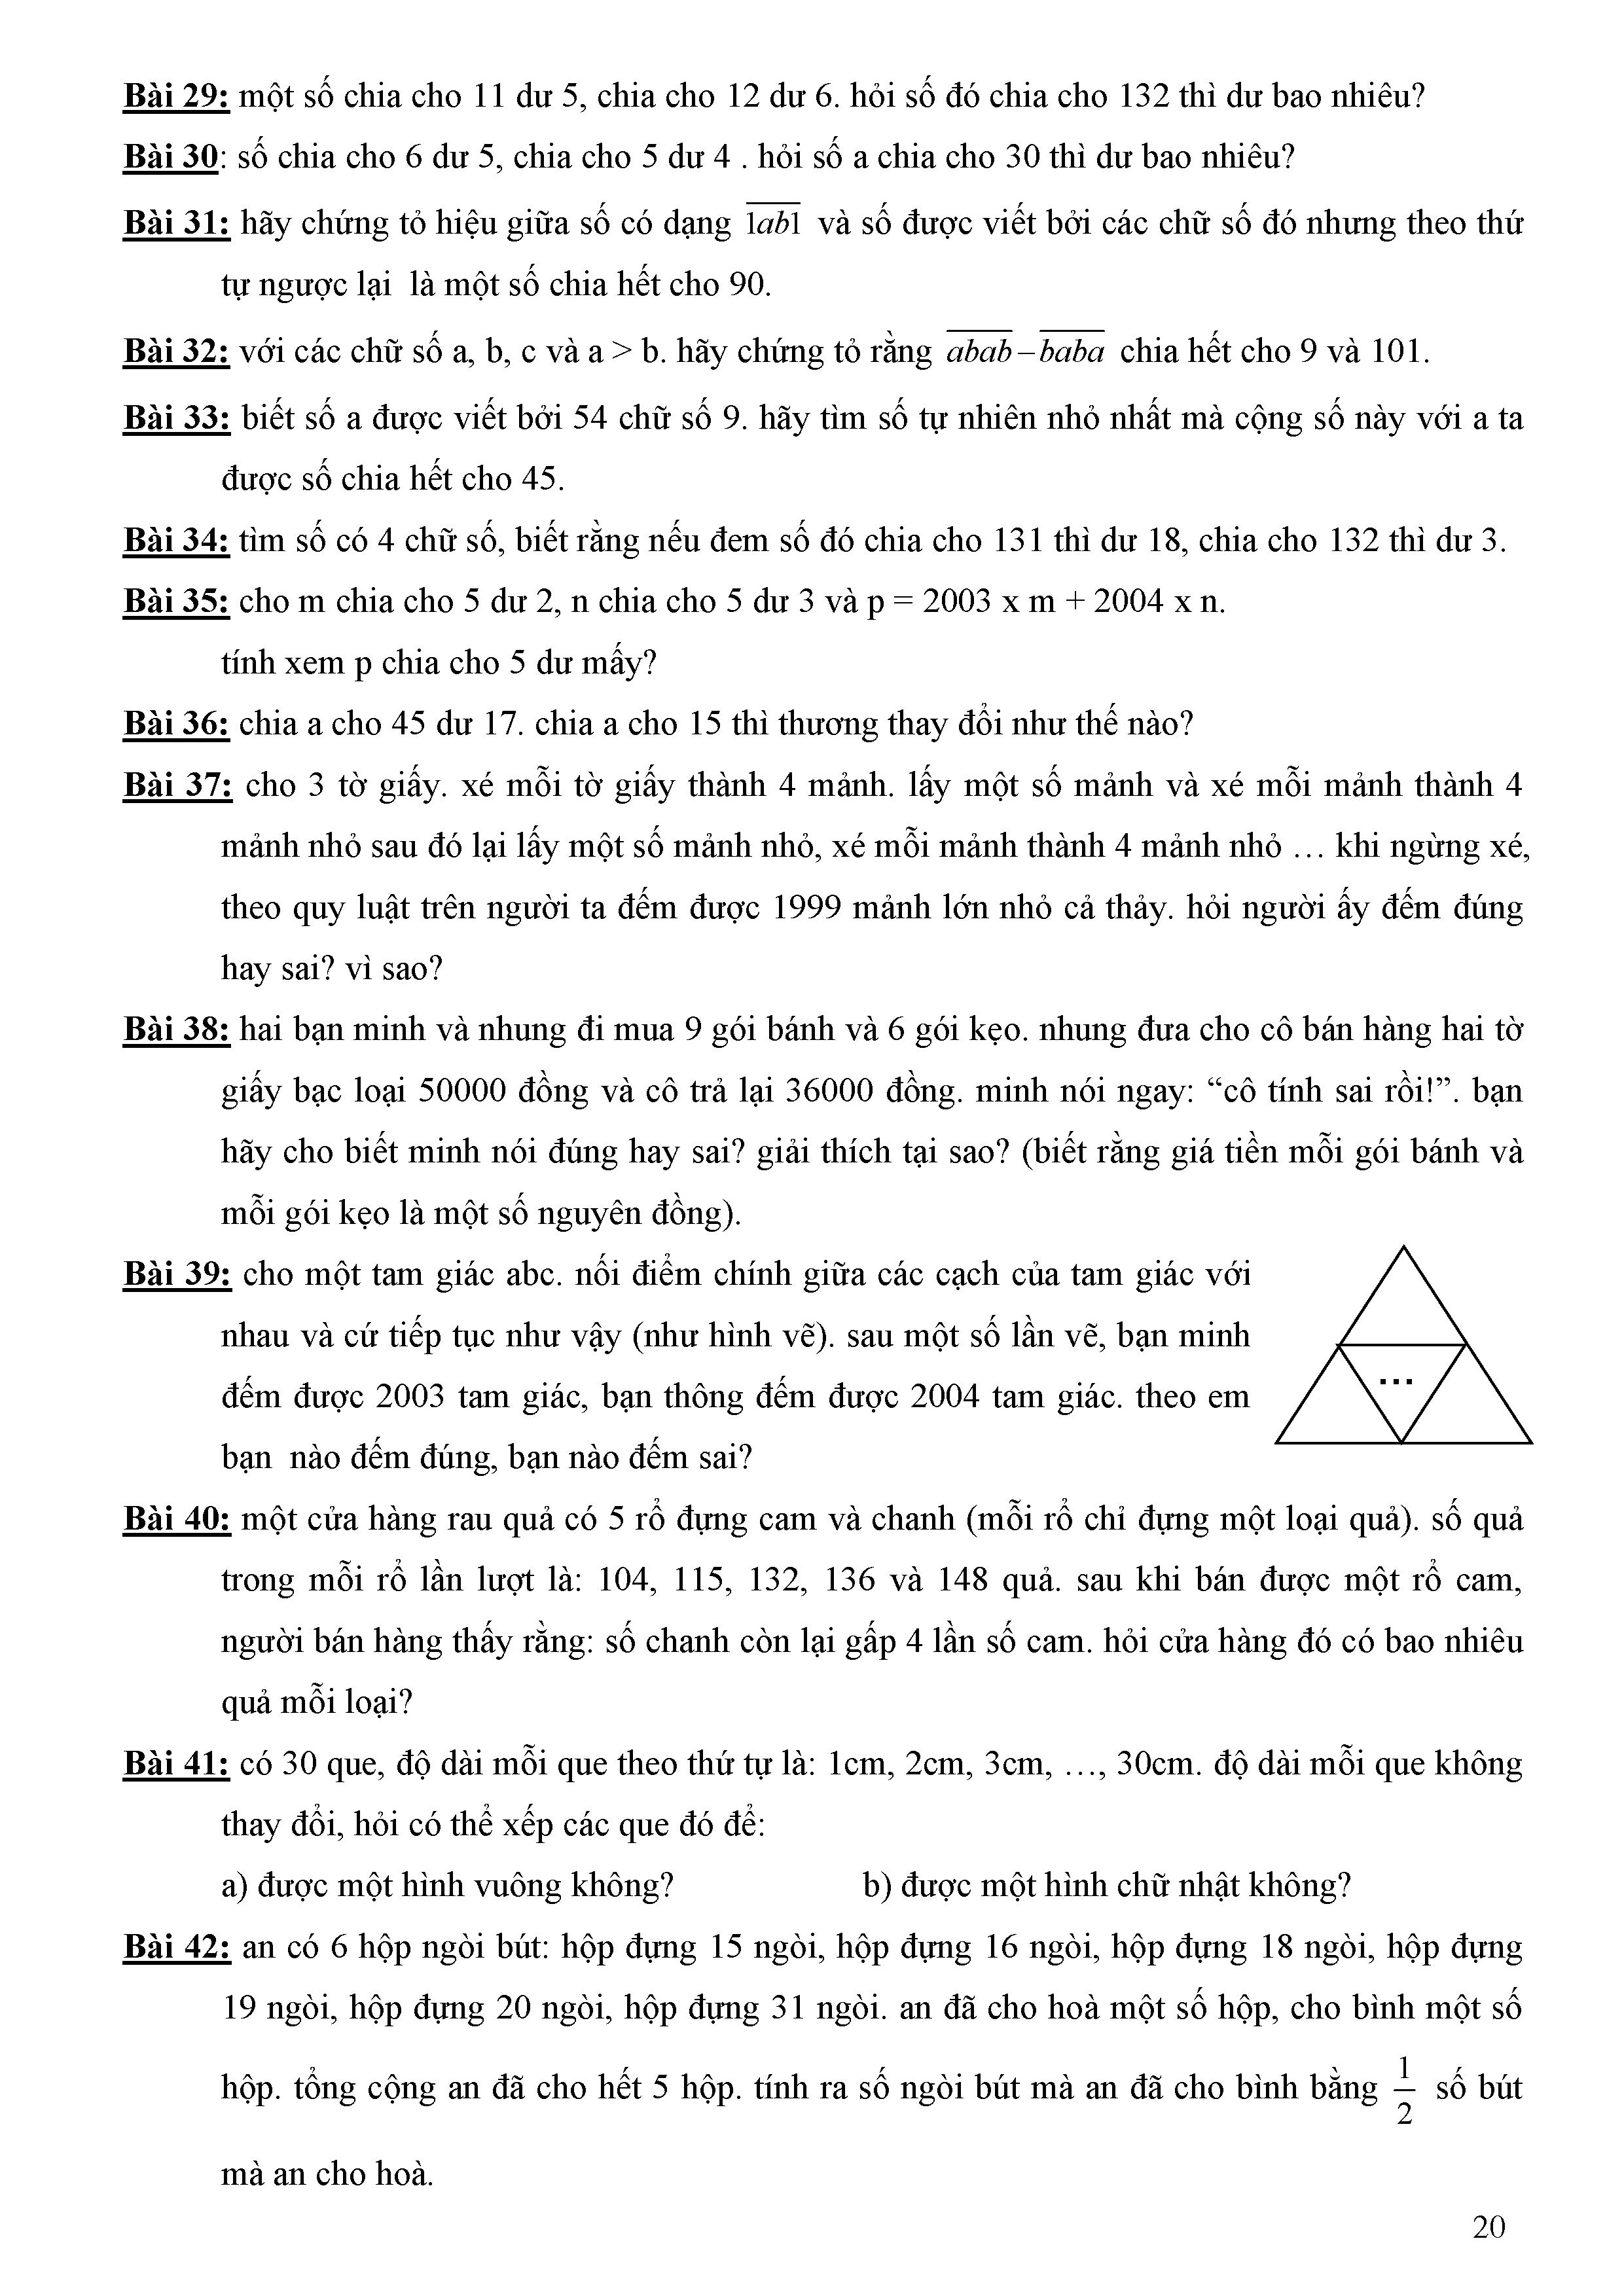 Bài 29: một số chia cho 11 dư 5, chia cho 12 dư 6. hỏi số đó chia cho 132 thì dư bao nhiêu?
Bài 30: số chia cho 6 dư 5, chia cho 5 dư 4 . hỏi số a chia cho 30 thì dư bao nhiêu?
Bài 31: hãy chứng tỏ hiệu giữa số có dạng 1ab1 và số được viết bởi các chữ số đó nhưng theo thứ
tự ngược lại là một số chia hết cho 90.
Bài 32: với các chữ số a, b, c và a > b. hãy chứng tỏ rằng abab – baba chia hết cho 9 và 101.
Bài 33: biết số a được viết bởi 54 chữ số 9. hãy tìm số tự nhiên nhỏ nhất mà cộng số này với a ta
được số chia hết cho 45.
Bài 34: tìm số có 4 chữ số, biết rằng nếu đem số đó chia cho 131 thì dư 18, chia cho 132 thì dư 3.
Bài 35: cho m chia cho 5 dư 2, n chia cho 5 dư 3 và p = 2003 x m + 2004 x n.
tính xem p chia cho 5 dư mấy?
Bài 36: chia a cho 45 dư 17. chia a cho 15 thì thương thay đổi như thế nào?
Bài 37: cho 3 tờ giấy. xé mỗi tờ giấy thành 4 mảnh. lấy một số mảnh và xé mỗi mảnh thành 4
mảnh nhỏ sau đó lại lấy một số mảnh nhỏ, xé mỗi mảnh thành 4 mảnh nhỏ … khi ngừng xé,
theo quy luật trên người ta đếm được 1999 mảnh lớn nhỏ cả thảy. hỏi người ấy đếm đúng
hay sai? vì sao?
Bài 38: hai bạn minh và nhung đi mua 9 gói bánh và 6 gói kẹo. nhung đưa cho cô bán hàng hai tờ
giấy bạc loại 50000 đồng và cô trả lại 36000 đồng. minh nói ngay: “cô tính sai rồi!”. bạn
hãy cho biết minh nói đúng hay sai? giải thích tại sao? (biết rằng giá tiền mỗi gói bánh và
mỗi gói kẹo là một số nguyên đồng).
Bài 39: cho một tam giác abc. nối điểm chính giữa các cạch của tam giác với
nhau và cứ tiếp tục như vậy (như hình vẽ). sau một số lần vẽ, bạn minh
đếm được 2003 tam giác, bạn thông đếm được 2004 tam giác. theo em
bạn nào đếm đúng, bạn nào đếm sai?
…
Bài 40: một cửa hàng rau quả có 5 rổ đựng cam và chanh (mỗi rổ chỉ đựng một loại quả). số quả
trong mỗi rổ lần lượt là: 104, 115, 132, 136 và 148 quả. sau khi bán được một rổ cam,
người bán hàng thấy rằng: số chanh còn lại gấp 4 lần số cam. hỏi cửa hàng đó có bao nhiêu
quả mỗi loại?
Bài 41: có 30 que, độ dài mỗi que theo thứ tự là: 1cm, 2cm, 3cm, …, 30cm. độ dài mỗi que không
thay đổi, hỏi có thể xếp các que đó để:
a) được một hình vuông không? b) được một hình chữ nhật không?
Bài 42: an có 6 hộp ngòi bút: hộp đựng 15 ngòi, hộp đựng 16 ngòi, hộp đựng 18 ngòi, hộp đựng
19 ngòi, hộp đựng 20 ngòi, hộp đựng 31 ngòi. an đã cho hoà một số hộp, cho bình một số
hộp. tổng cộng an đã cho hết 5 hộp. tính ra số ngòi bút mà an đã cho bình bằng 1/2 số bút
mà an cho hoà.
20